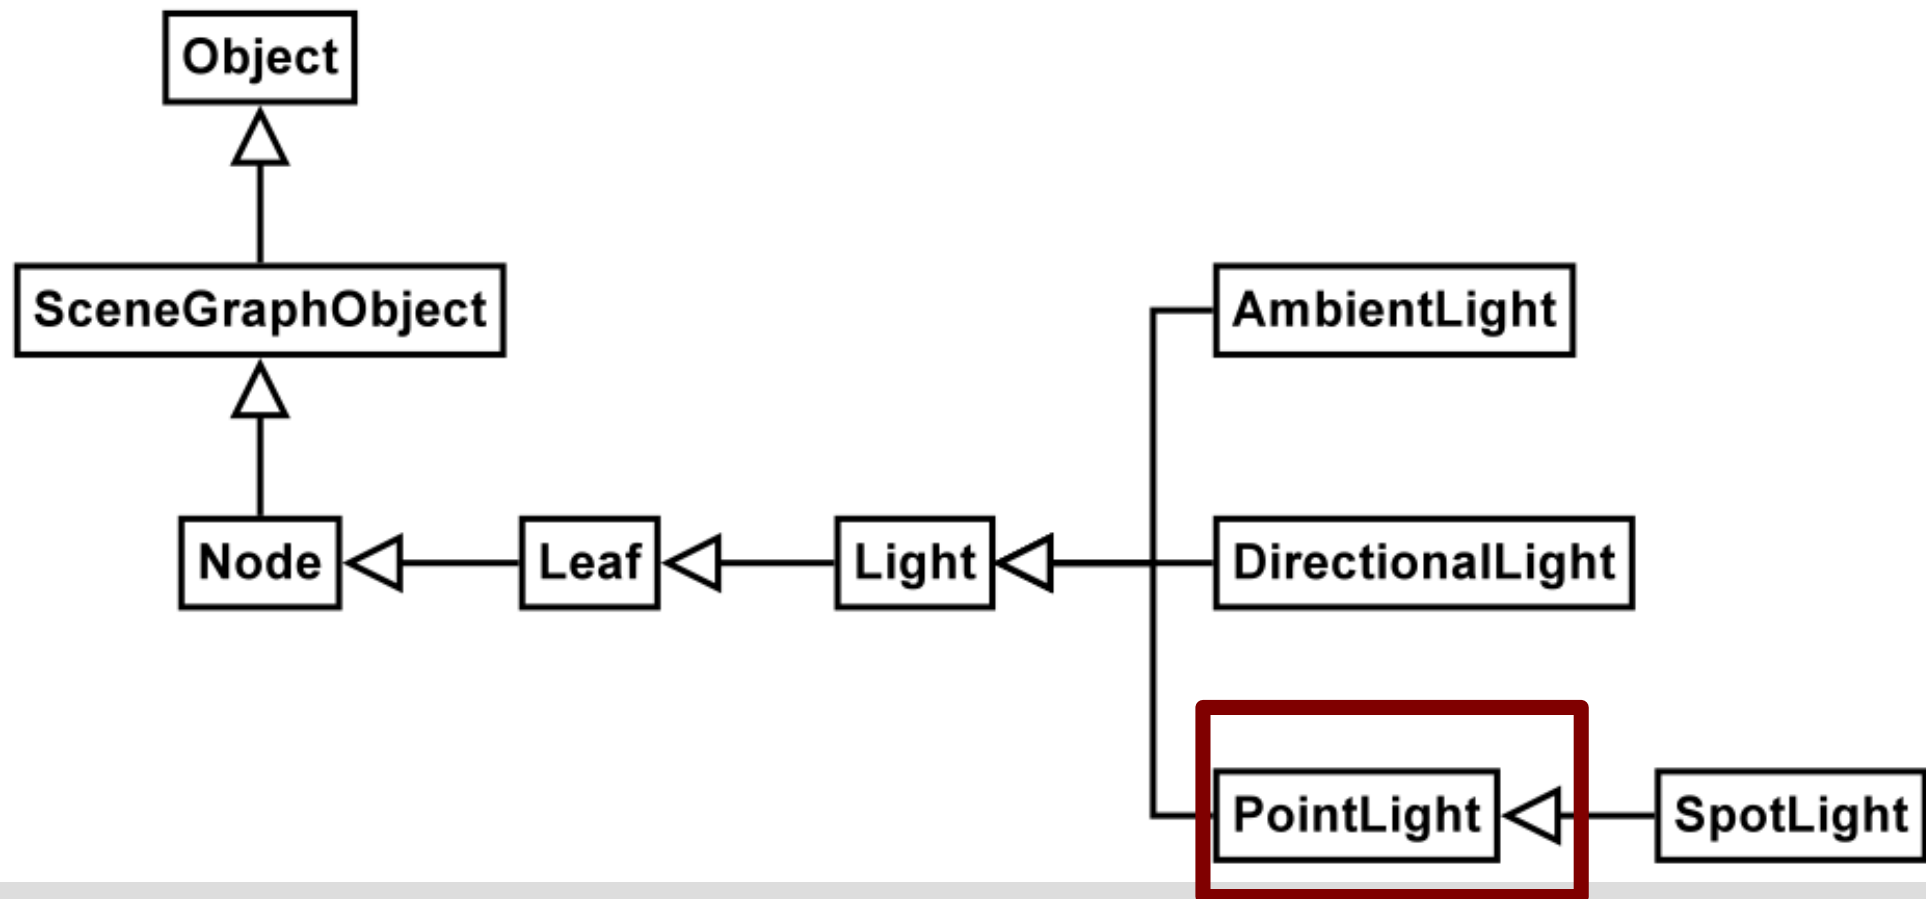 Object
SceneGraphObject
AmbientLight
Node
Leaf
Light
DirectionalLight
PointLight
SpotLight